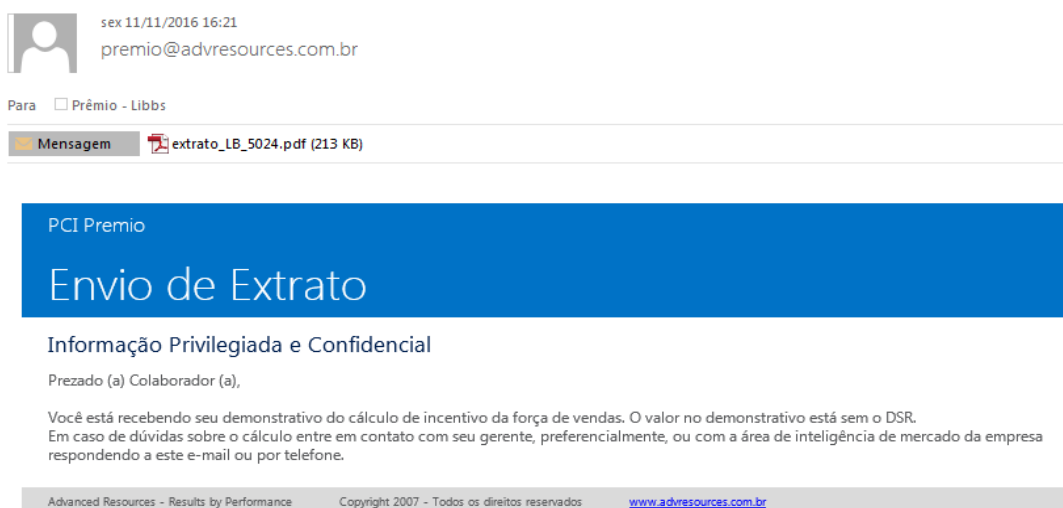 sex 11/11/2016 16:21
premio@advresources.com.br
Para Prêmio - Libbs
Mensagem extrato_LB_5024.pdf (213 KB)
PCI Premio
Envio de Extrato
Informação Privilegiada e Confidencial
Prezado (a) Colaborador (a),
Você está recebendo seu demonstrativo do cálculo de incentivo da força de vendas. O valor no demonstrativo está sem o DSR.
Em caso de dúvidas sobre o cálculo entre em contato com seu gerente, preferencialmente, ou com a área de inteligência de mercado da empresa
respondendo a este e-mail ou por telefone.
Advanced Resources - Results by Performance Copyright 2007 - Todos os direitos reservados www.advresources.com.br